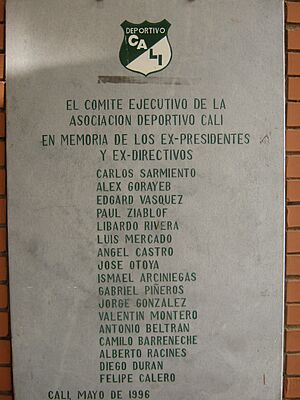 DEPORTIVO
CALI
EL COMITE EJECUTIVO DE LA
ASOCIACION DEPORTIVO CALI
EN MEMORIA DE LOS EX-PRESIDENTES
Y EX-DIRECTIVOS
CARLOS SARMIENTO
ALEX GORAYEB
EDGARD VASQUEZ
PAUL ZIABLOF
LIBARDO RIVERA
LUIS MERCADO
ANGEL CASTRO
JOSE OTOYA
ISMAEL ARCINIEGAS
GABRIEL PIÑEROS
JORGE GONZALEZ
VALENTIN MONTERO
ANTONIO BELTRAN
CAMILO BARRENECHE
ALBERTO RACINES
DIEGO DURAN
FELIPE CALERO
CALI, MAYO DE 1996